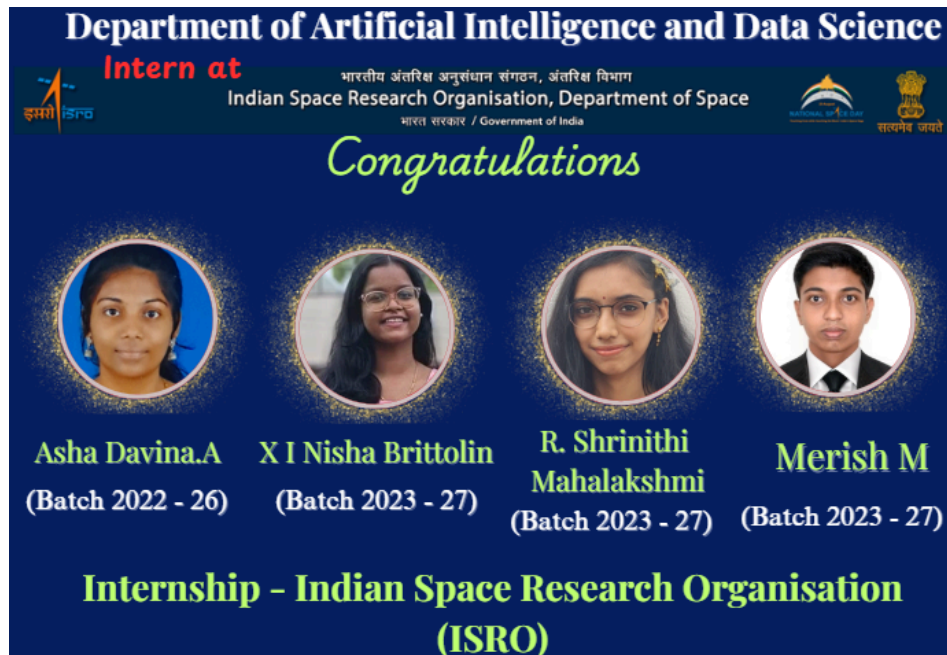 Department of Artificial Intelligence and Data Science
Intern at
इसरो isro
भारतीय अंतरिक्ष अनुसंधान संगठन, अंतरिक्ष विभाग
Indian Space Research Organisation, Department of Space
भारत सरकार / Government of India
NATIONAL SPACE DAY
सत्यमेव जयते
Congratulations
Asha Davina.A
(Batch 2022 - 26)
X I Nisha Brittolin
(Batch 2023 - 27)
R. Shrinithi
Mahalakshmi
(Batch 2023 - 27)
Merish M
(Batch 2023 - 27)
Internship - Indian Space Research Organisation
(ISRO)